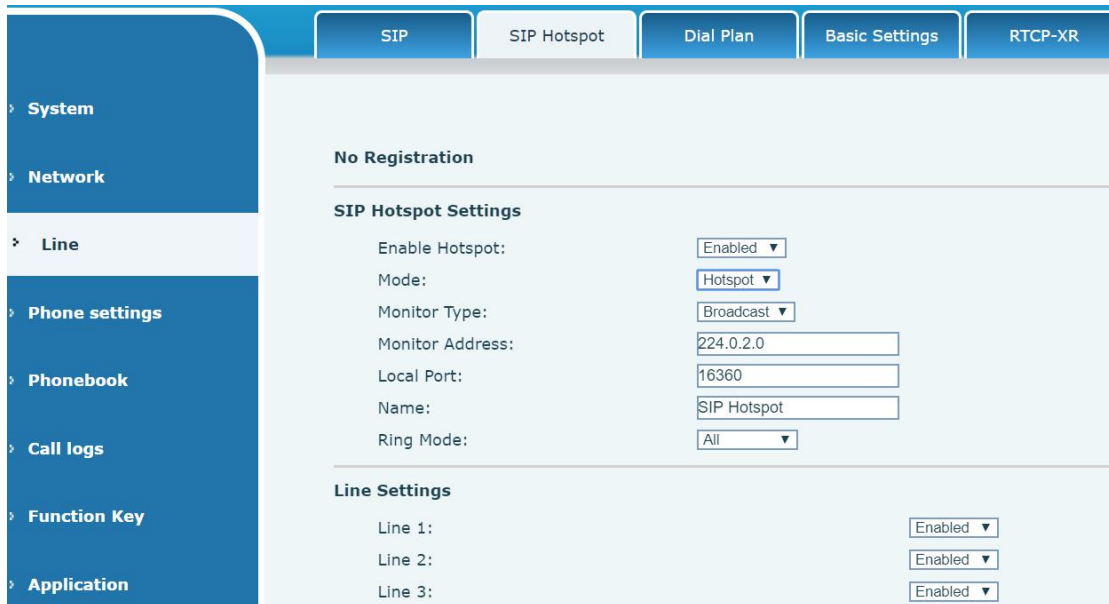 SIP
SIP Hotspot
Dial Plan
Basic Settings
RTCP-XR
System
Network
Line
Phone settings
Phonebook
Call logs
Function Key
Application
No Registration
SIP Hotspot Settings
Enable Hotspot: Enabled
Mode: Hotspot
Monitor Type: Broadcast
Monitor Address: 224.0.2.0
Local Port: 16360
Name: SIP Hotspot
Ring Mode: All
Line Settings
Line 1: Enabled
Line 2: Enabled
Line 3: Enabled